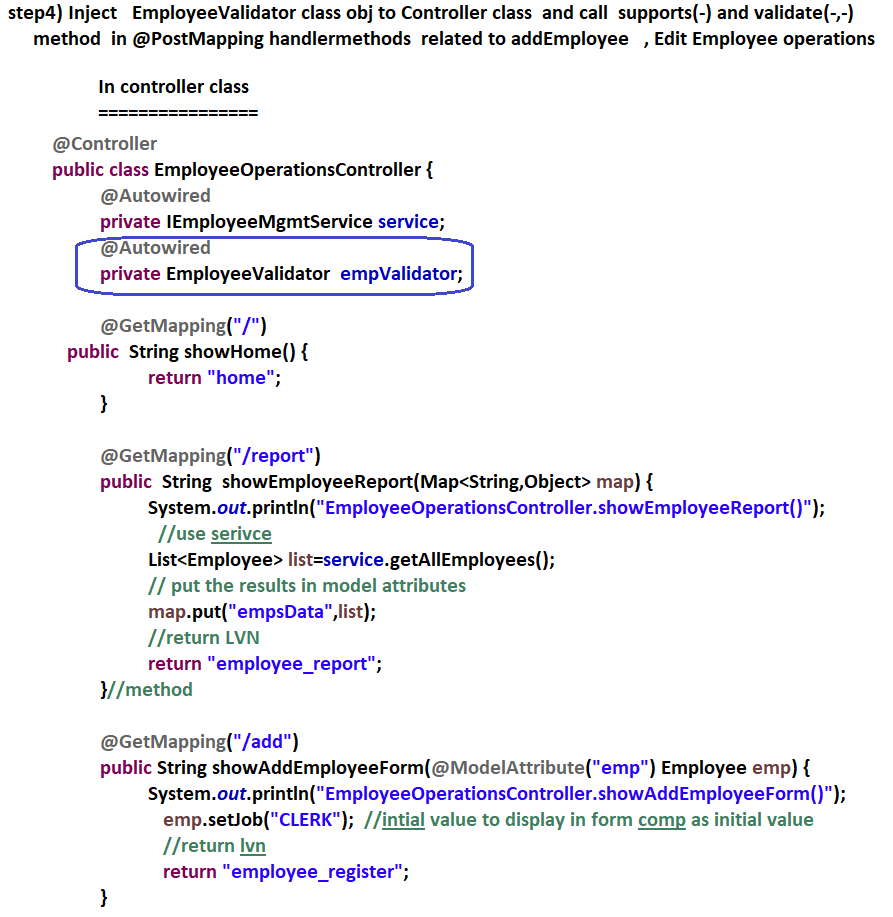 step4) Inject EmployeeValidator class obj to Controller class and call supports(-) and validate(-,-)
method in @PostMapping handlermethods related to addEmployee , Edit Employee operations
In controller class
================
@Controller
public class EmployeeOperationsController {
@Autowired
private IEmployeeMgmtService service;
@Autowired
private EmployeeValidator empValidator;
@GetMapping("/")
public String showHome() {
return "home";
}
@GetMapping("/report")
public String showEmployeeReport(Map<String,Object> map) {
System.out.println("EmployeeOperationsController.showEmployeeReport()");
//use serivce
List<Employee> list=service.getAllEmployees();
// put the results in model attributes
map.put("empsData",list);
//return LVN
return "employee_report";
}//method
@GetMapping("/add")
public String showAddEmployeeForm(@ModelAttribute("emp") Employee emp) {
System.out.println("EmployeeOperationsController.showAddEmployeeForm()");
emp.setJob("CLERK"); //intial value to display in form comp as initial value
//return lvn
return "employee_register";
}